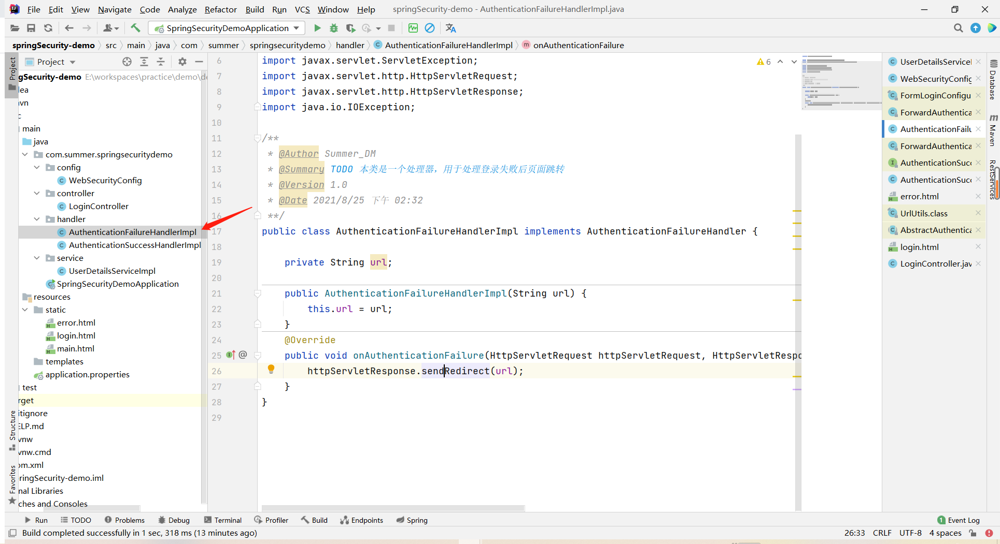 File Edit View Navigate Code Analyze Refactor Build Run VCS Window Help springSecurity-demo - AuthenticationFailureHandlerImpl.java
SpringSecurityDemoApplication
springSecurity-demo src main java com summer springsecuritydemo handler AuthenticationFailureHandlerImpl onAuthenticationFailure
Project
Project
gSecurity-demo E:\workspaces\practice\demo\de
lea
vn
c
main
java
com.summer.springsecuritydemo
config
WebSecurityConfig
controller
LoginController
handler
AuthenticationFailureHandlerImpl
AuthenticationSuccessHandlerImpl
service
UserDetailsServiceImpl
SpringSecurityDemoApplication
resources
static
error.html
login.html
main.html
templates
application.properties
test
rget
itignore
ELP.md
vnw
vnw.cmd
om.xml
ringSecurity-demo.iml
nal Libraries
ches and Consoles
Structure
Favorites
6 import javax.servlet.ServletException;
7 import javax.servlet.http.HttpServletRequest;
8 import javax.servlet.http.HttpServletResponse;
9 import java.io.IOException;
10
11 /**
12 * @Author Summer_DM
13 * @Summary TODO 本类是一个处理器，用于处理登录失败后页面跳转
14 * @Version 1.0
15 * @Date 2021/8/25 下午 02:32
16 **/
17 public class AuthenticationFailureHandlerImpl implements AuthenticationFailureHandler {
18
19 private String url;
20
21 public AuthenticationFailureHandlerImpl(String url) {
22 this.url = url;
23 }
24 @Override
25 public void onAuthenticationFailure(HttpServletRequest httpServletRequest, HttpServletRespo
26 httpServletResponse.sendRedirect(url);
27 }
28 }
29
6
UserDetailsServiceI
WebSecurityConfig
FormLoginConfigu
ForwardAuthentica
AuthenticationFailu
ForwardAuthentica
AuthenticationSucc
AuthenticationSucc
error.html
UrlUtils.class
AbstractAuthentica
login.html
LoginController.jav
Database
m Maven
RestServices
Run TODO Problems Debug Terminal Profiler Build Endpoints Spring 1 Event Log
Build completed successfully in 1 sec, 318 ms (13 minutes ago) 26:33 CRLF UTF-8 4 spaces